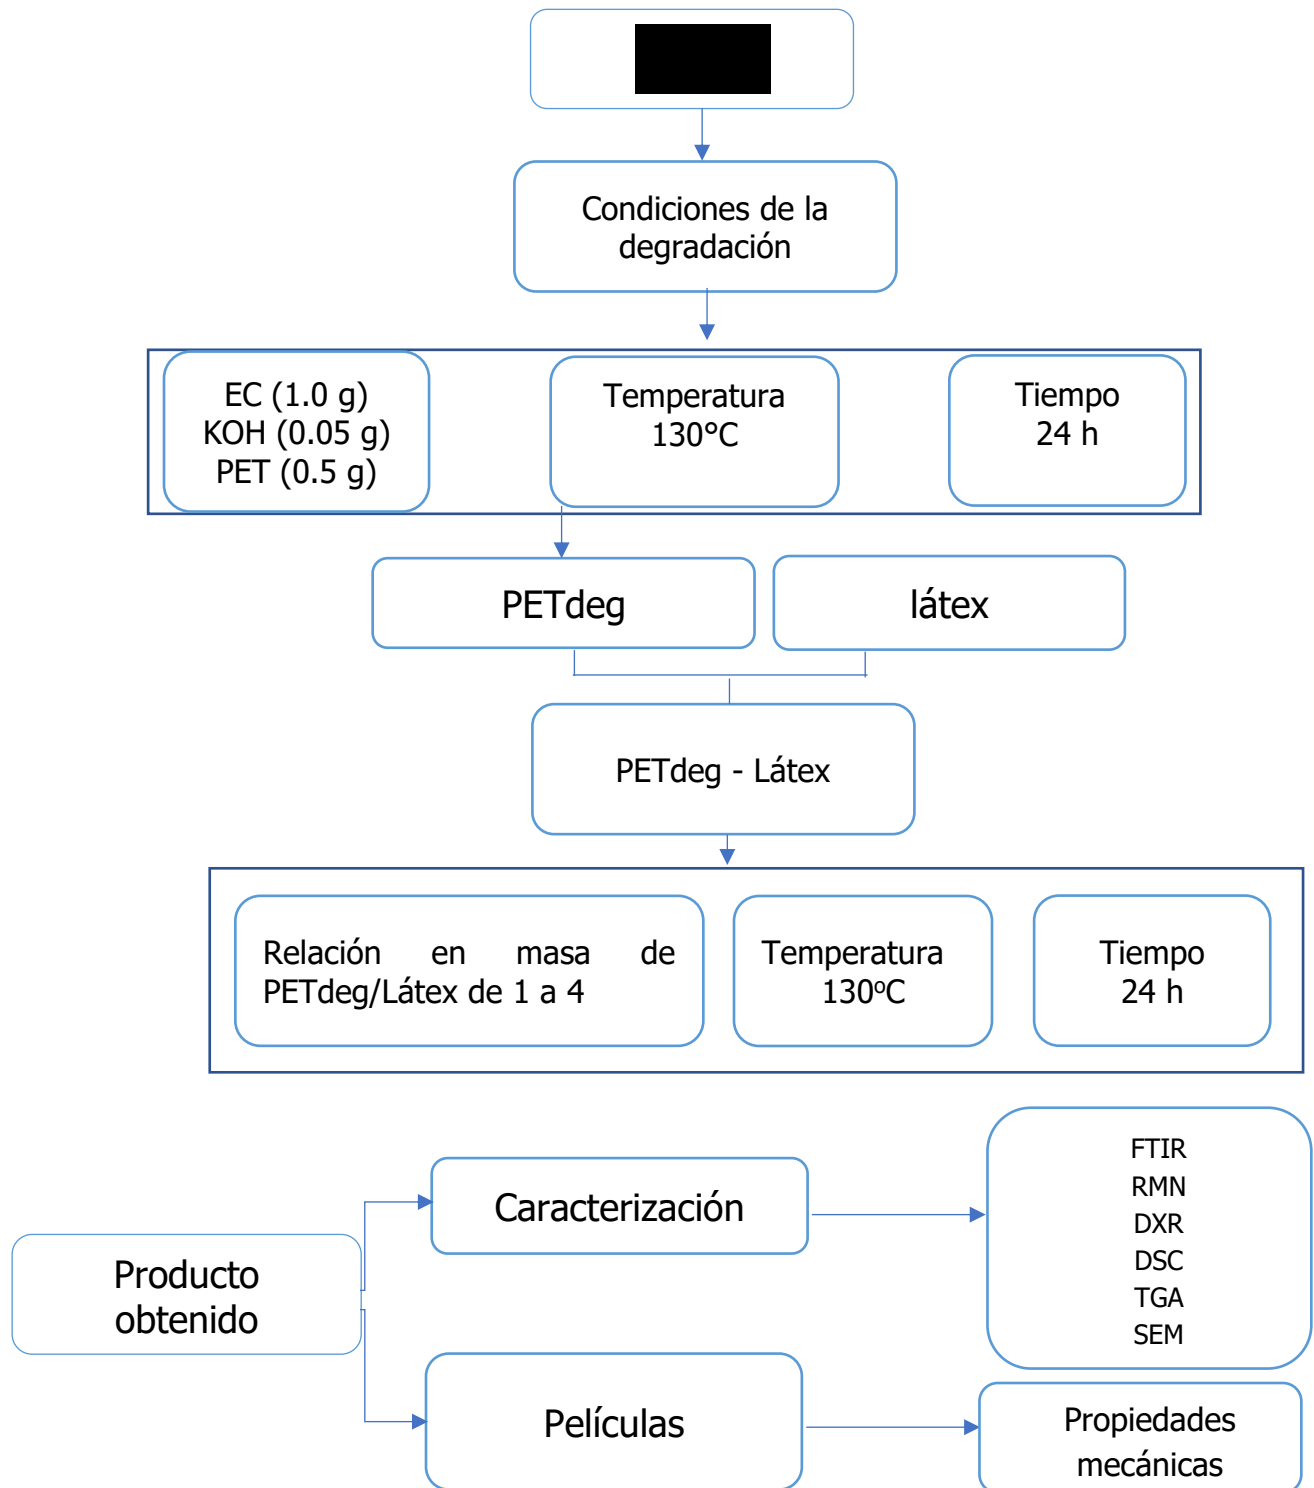 Condiciones de la
degradación
EC (1.0 g)
KOH (0.05 g)
PET (0.5 g)
Temperatura
130°C
Tiempo
24 h
PETdeg
látex
PETdeg - Látex
Relación en masa de
PETdeg/Látex de 1 a 4
Temperatura
130ºC
Tiempo
24 h
Producto
obtenido
Caracterización
FTIR
RMN
DXR
DSC
TGA
SEM
Películas
Propiedades
mecánicas